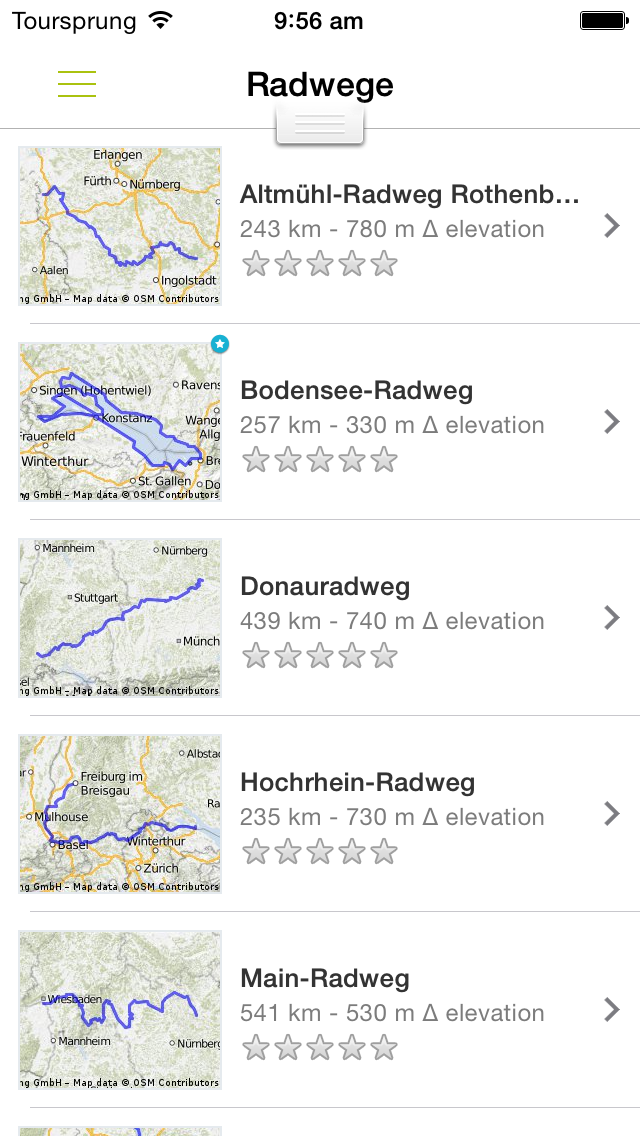 Toursprung 9:56 am
Radwege
Erlangen
Fürth Nürnberg
Aalen
Ingolstadt
ng GmbH – Map data © OSM Contributors
Altmühl-Radweg Rothenb...
243 km - 780 m Δ elevation
Singen (Hohentwiel) Ravens
Konstanz Wange
Frauenfeld Allg
Winterthur Bre
St. Gallen Do
ng GmbH – Map data © OSM Contributors
Bodensee-Radweg
257 km - 330 m Δ elevation
Mannheim Nürnberg
Stuttgart
Münch
el
ng GmbH – Map data © OSM Contributors
Donauradweg
439 km - 740 m Δ elevation
Albsta
ar Freiburg im
Breisgau
Ra
Mulhouse
Basel Winterthur
Zürich
ng GmbH – Map data © OSM Contributors
Hochrhein-Radweg
235 km - 730 m Δ elevation
Wiesbaden
Mannheim Nürnberg
ng GmbH – Map data © OSM Contributors
Main-Radweg
541 km - 530 m Δ elevation